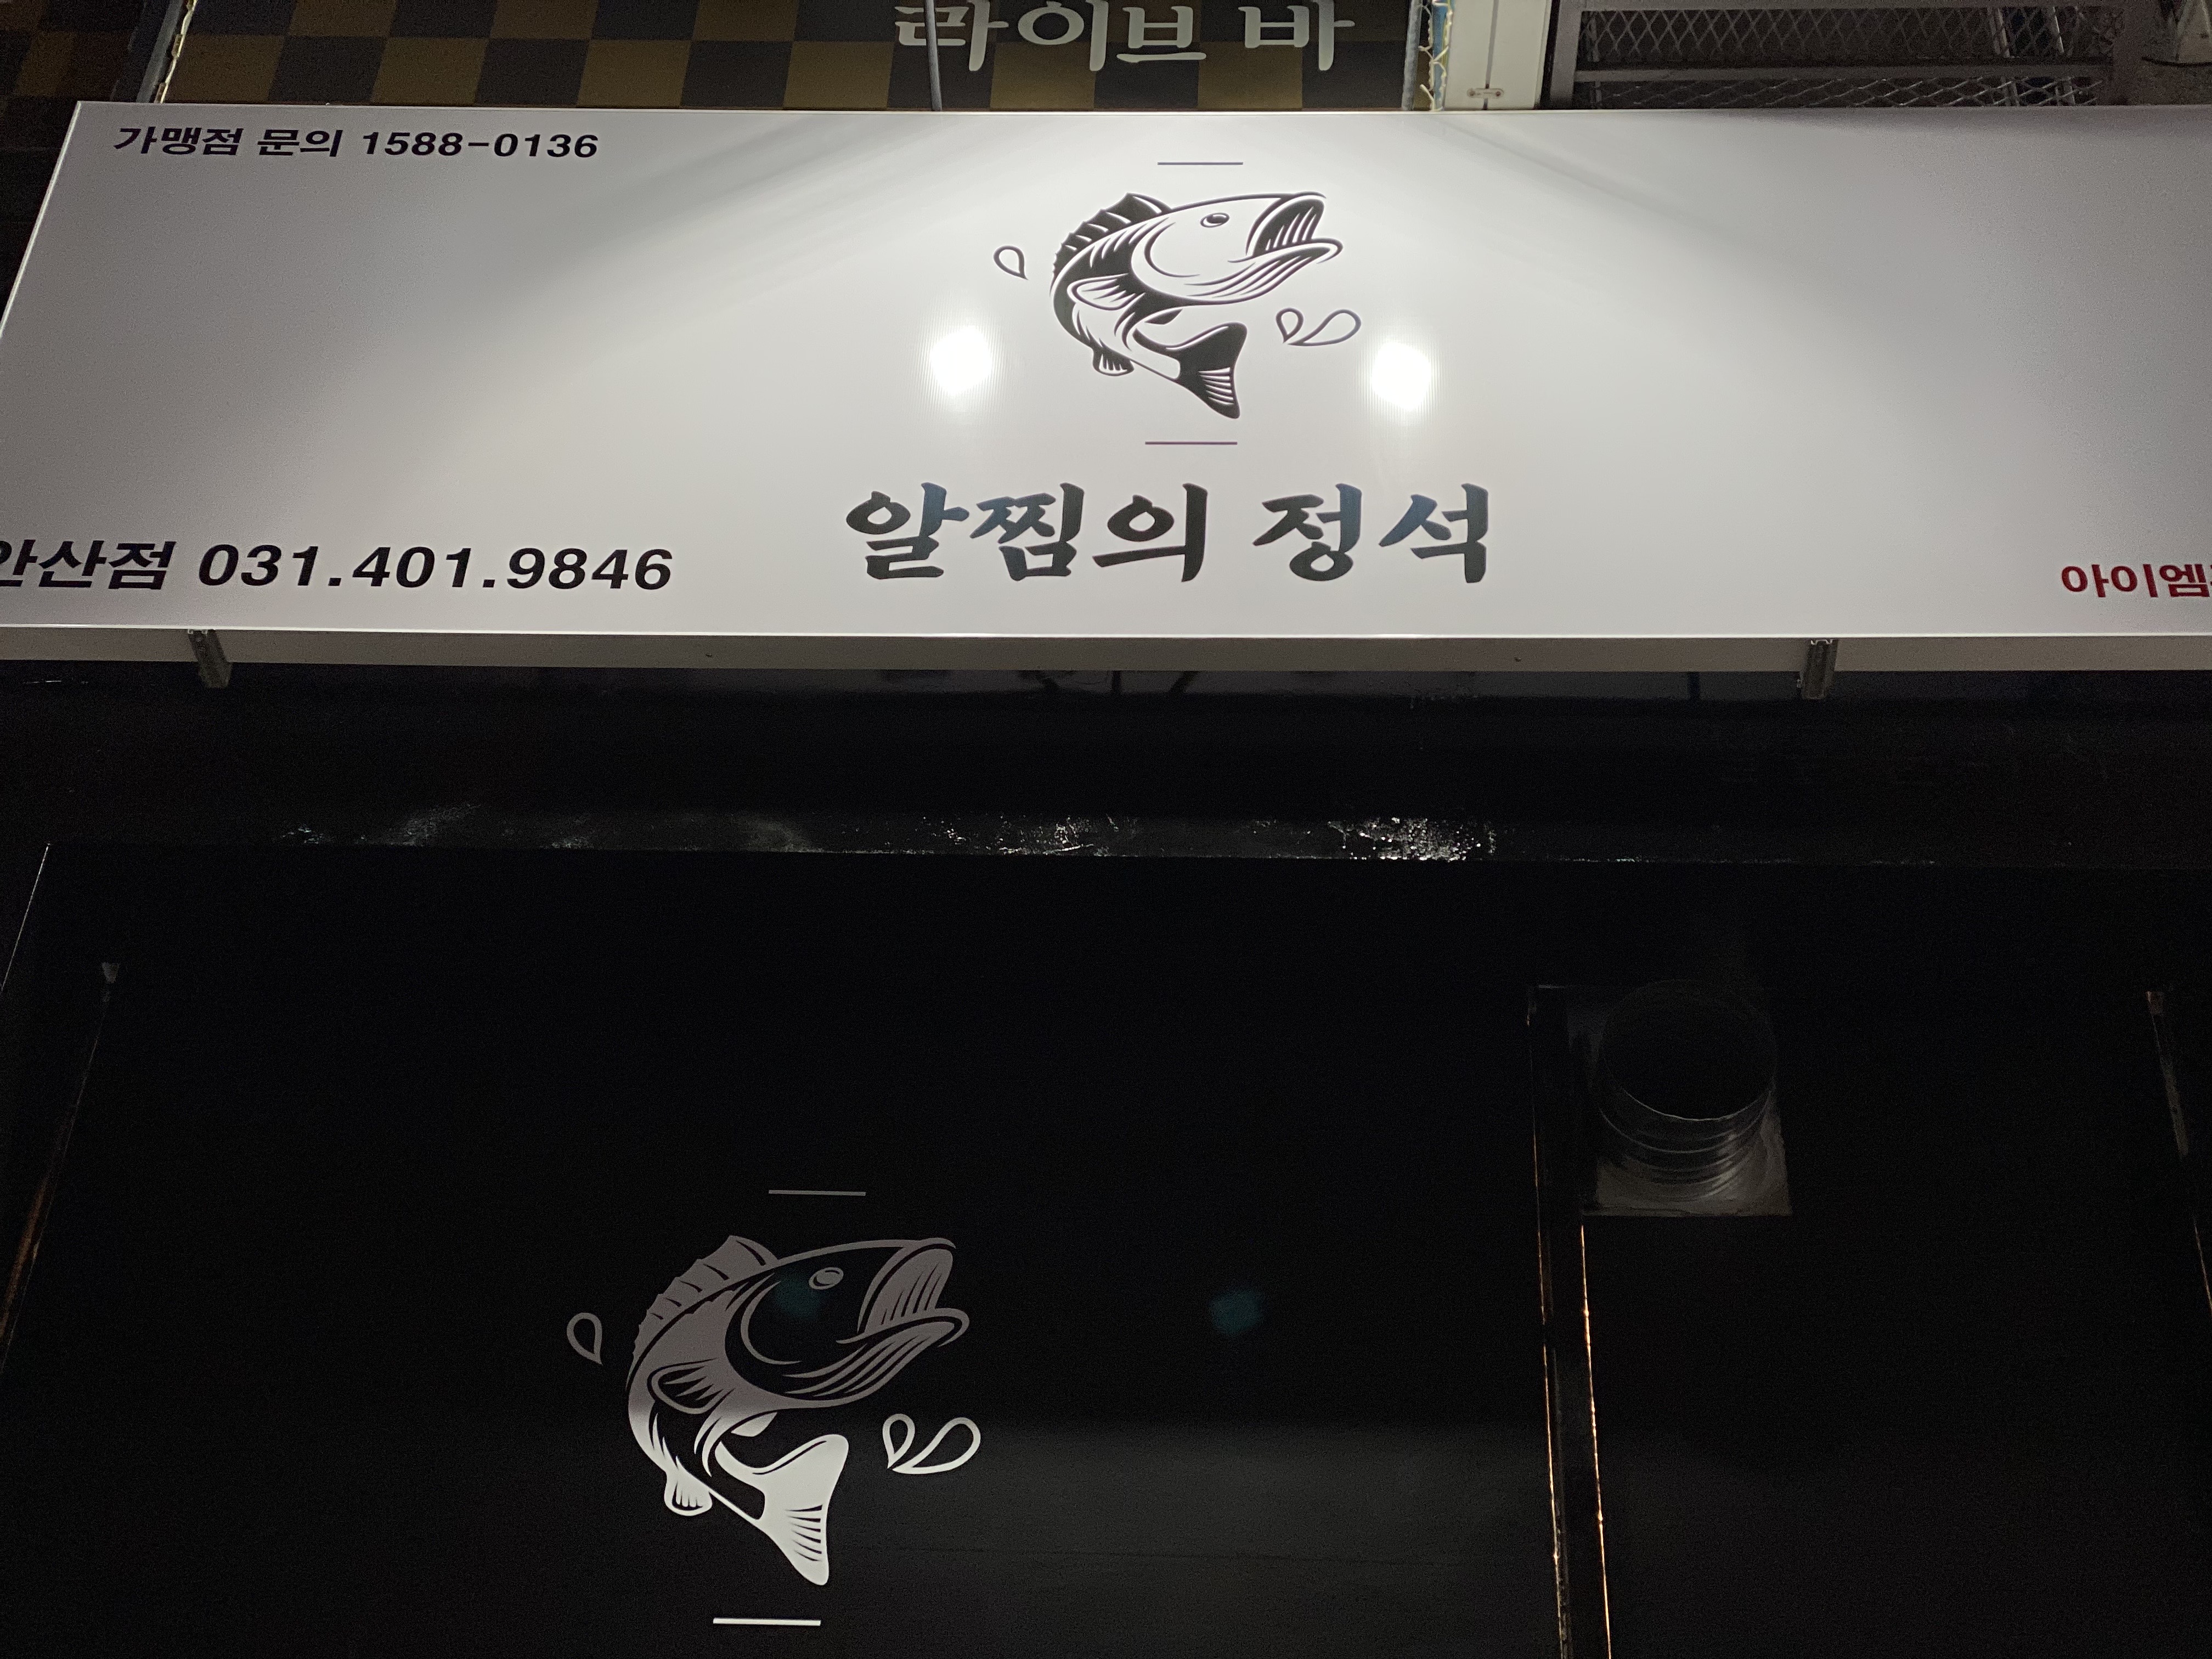 라이브 바
가맹점 문의 1588-0136
알찜의 정석
안산점 031.401.9846
아이엠